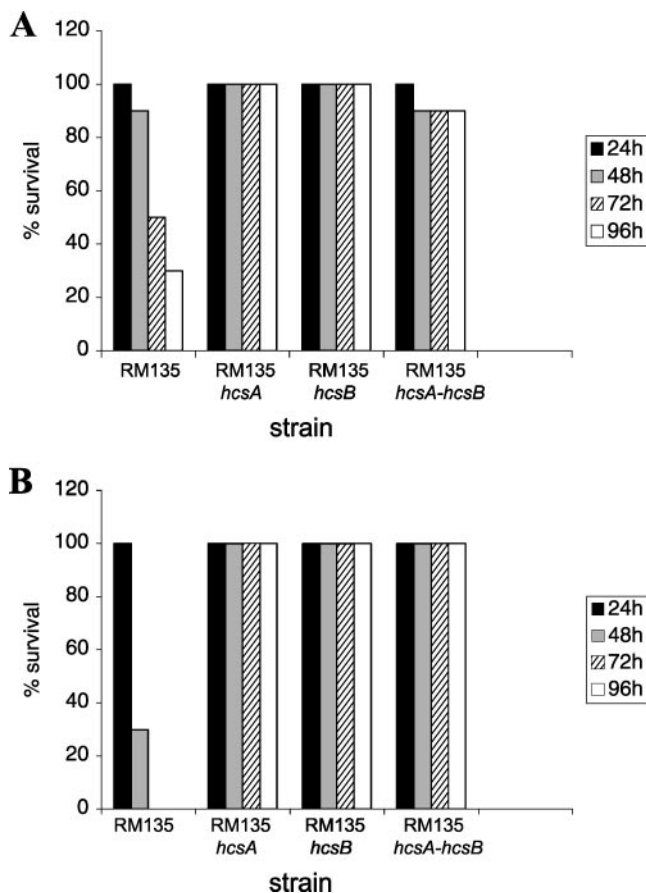 A
120
100
80
60
40
20
0
% survival
RM135
RM135
hcsA
RM135
hcsB
RM135
hcsA-hcsB
strain
24h
48h
72h
96h
B
120
100
80
60
40
20
0
% survival
RM135
RM135
hcsA
RM135
hcsB
RM135
hcsA-hcsB
strain
24h
48h
72h
96h